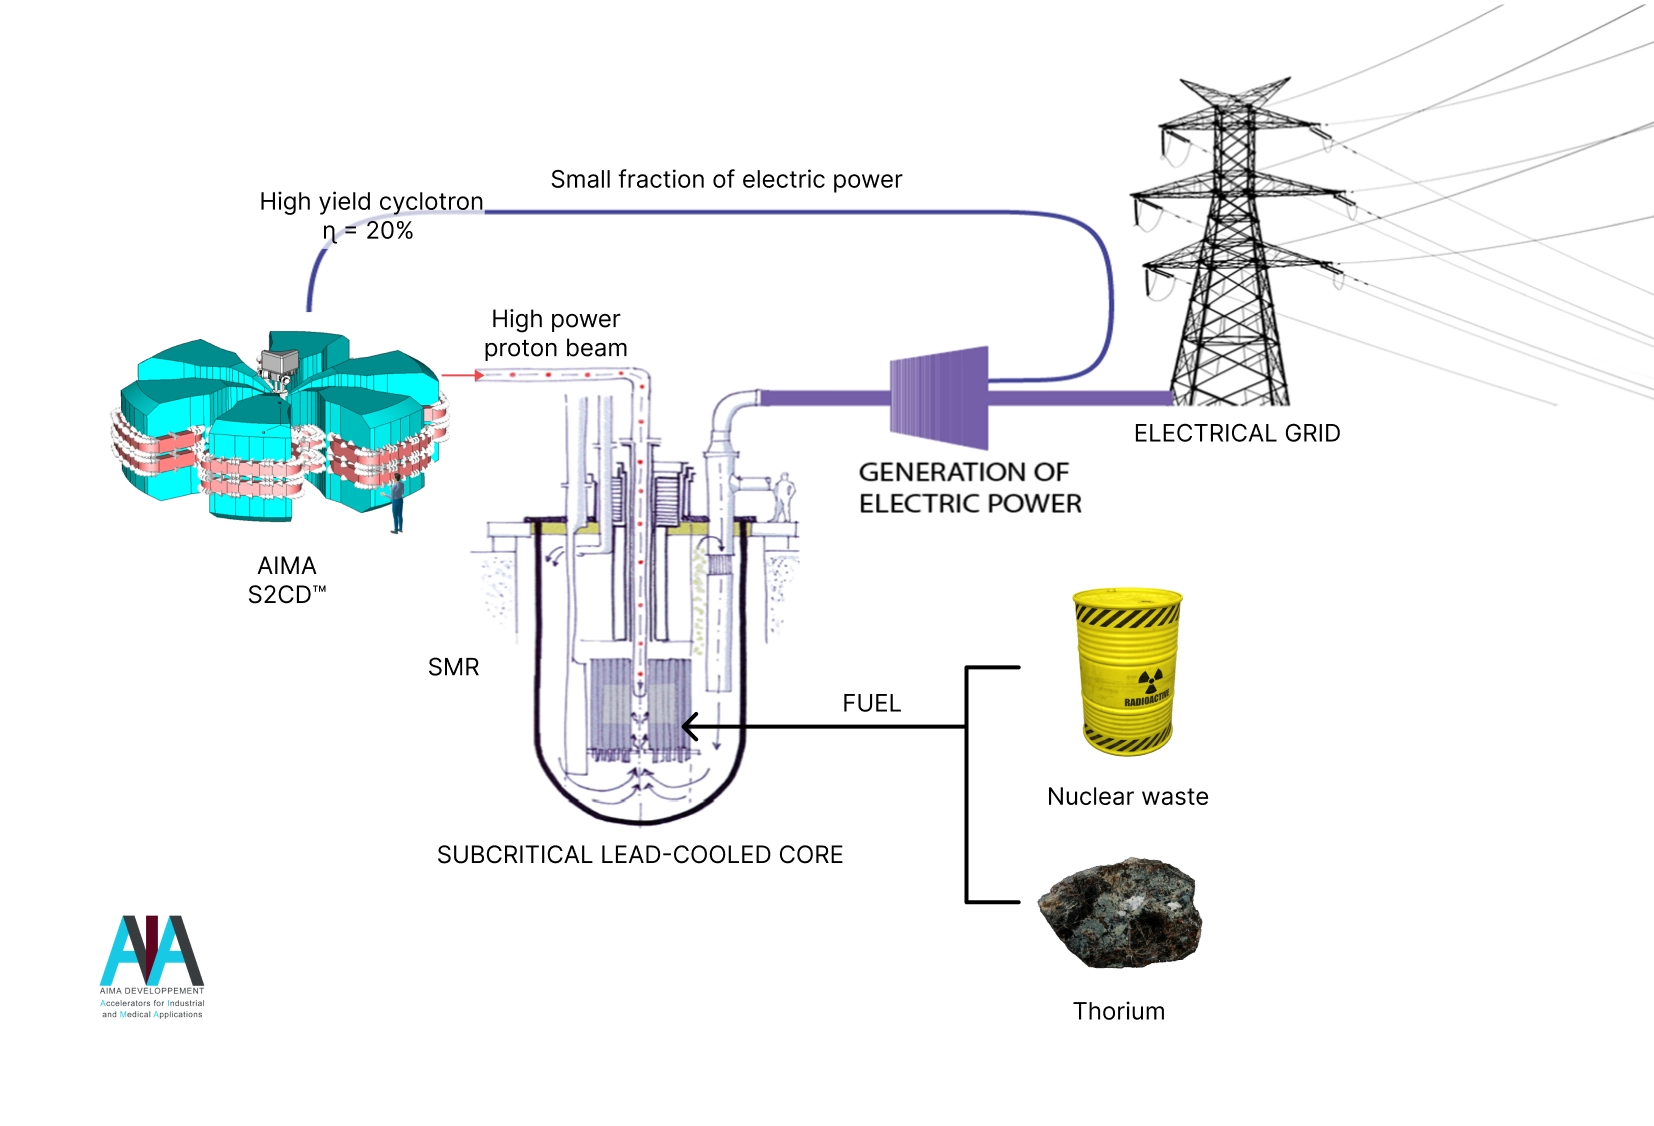 Small fraction of electric power
High yield cyclotron
η = 20%
High power
proton beam
ELECTRICAL GRID
GENERATION OF
ELECTRIC POWER
AIMA
S2CD™
SMR
FUEL
RADIOACTIVE
Nuclear waste
SUBCRITICAL LEAD-COOLED CORE
Thorium
AIMA DEVELOPPEMENT
Accelerators for Industrial
and Medical Applications